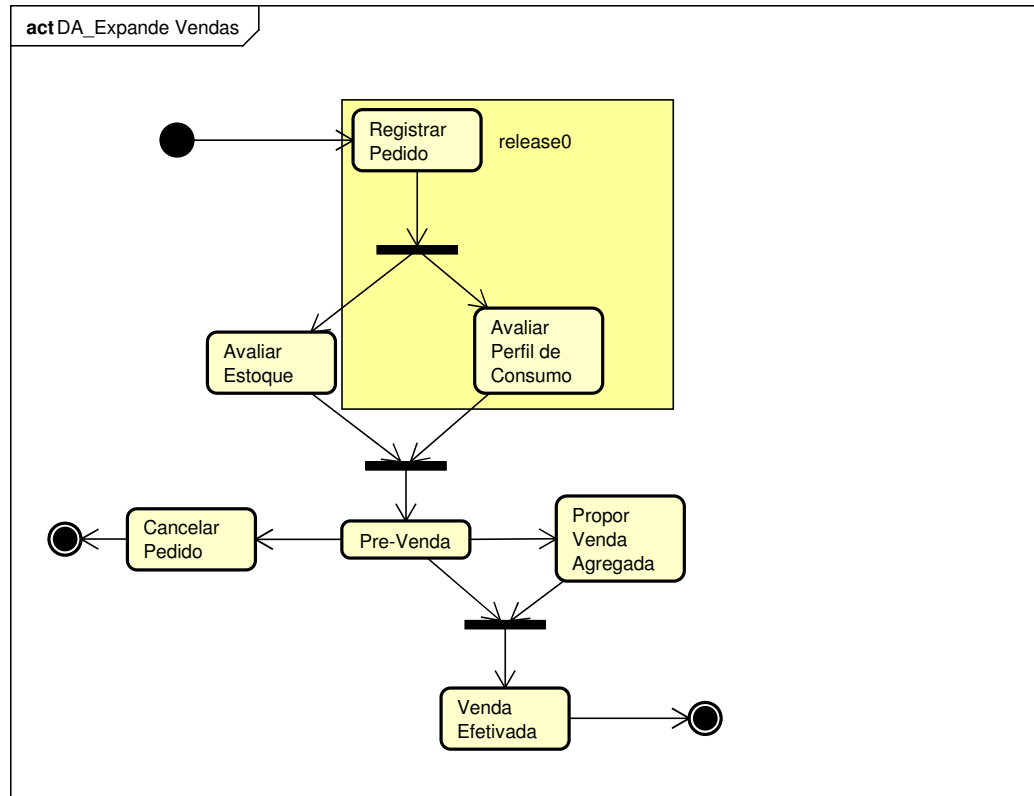 act DA_Expande Vendas
Registrar
Pedido
release0
Avaliar
Estoque
Avaliar
Perfil de
Consumo
Cancelar
Pedido
Pre-Venda
Propor
Venda
Agregada
Venda
Efetivada